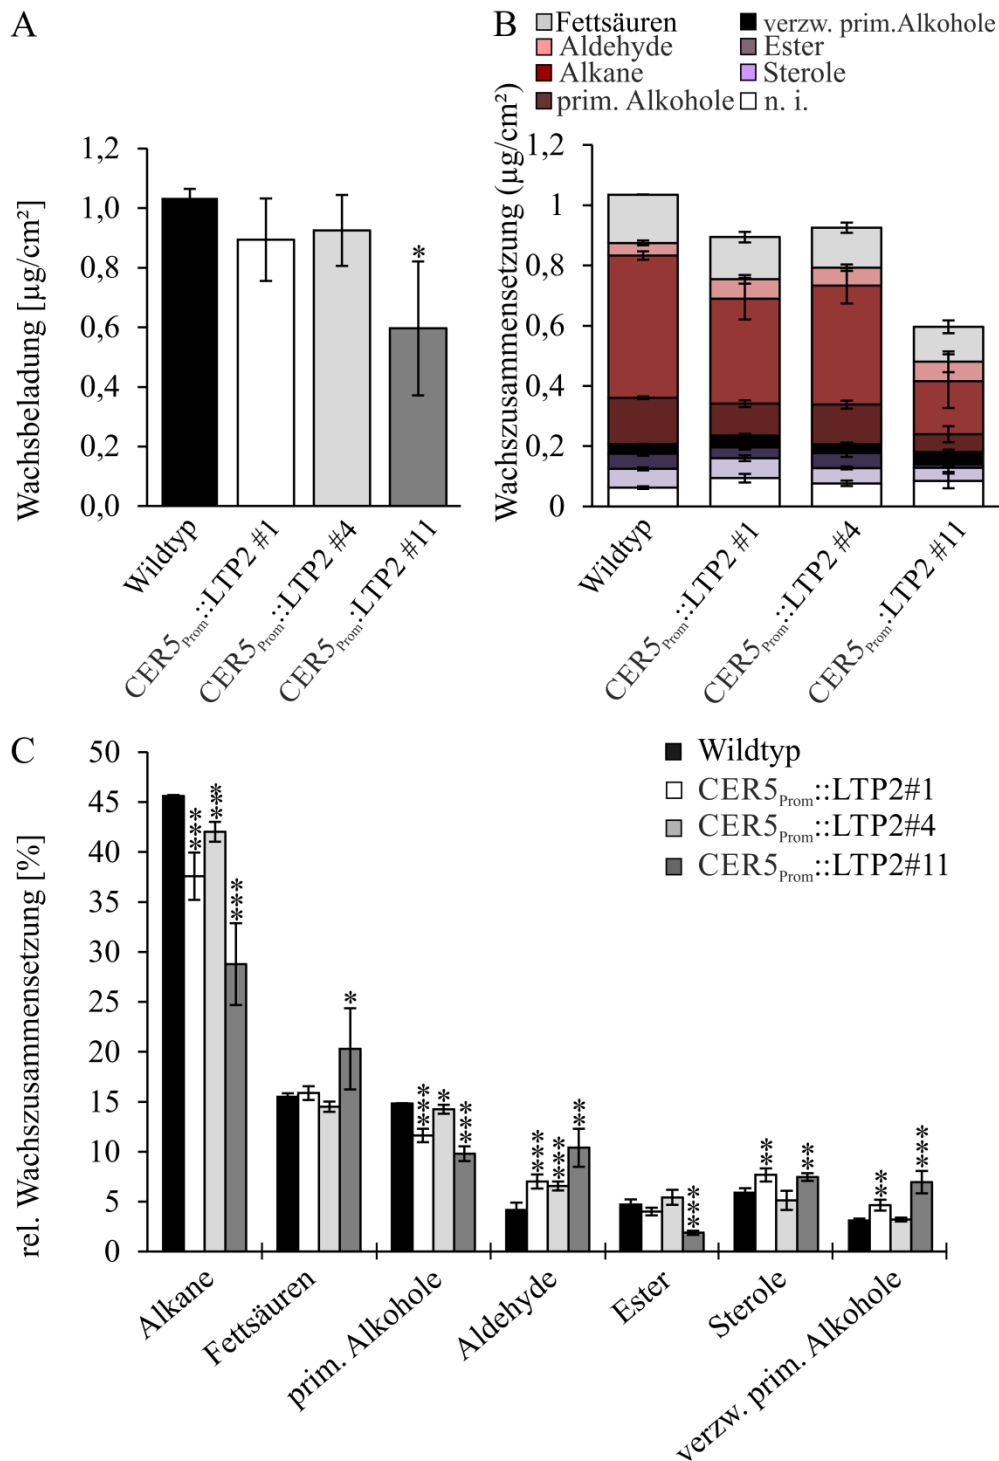 A
Wachsbeladung [µg/cm²]
1,2
1,0
0,8
0,6
0,4
0,2
0,0
*
Wildtyp
CER5Prom::LTP2 #1
CER5Prom::LTP2 #4
CER5Prom:LTP2 #11
B
Fettsäuren
verzw. prim.Alkohole
Aldehyde
Ester
Alkane
Sterole
prim. Alkohole
n. i.
Wachszusammensetzung (µg/cm²)
1,2
1
0,8
0,6
0,4
0,2
0
Wildtyp
CER5Prom::LTP2 #1
CER5Prom::LTP2 #4
CER5Prom:LTP2 #11
C
rel. Wachszusammensetzung [%]
50
45
40
35
30
25
20
15
10
5
0
Wildtyp
CER5Prom::LTP2#1
CER5Prom::LTP2#4
CER5Prom::LTP2#11
***
***
***
*
***
*
***
***
***
**
***
**
**
**
***
Alkane
Fettsäuren
prim. Alkohole
Aldehyde
Ester
Sterole
verzw. prim. Alkohole